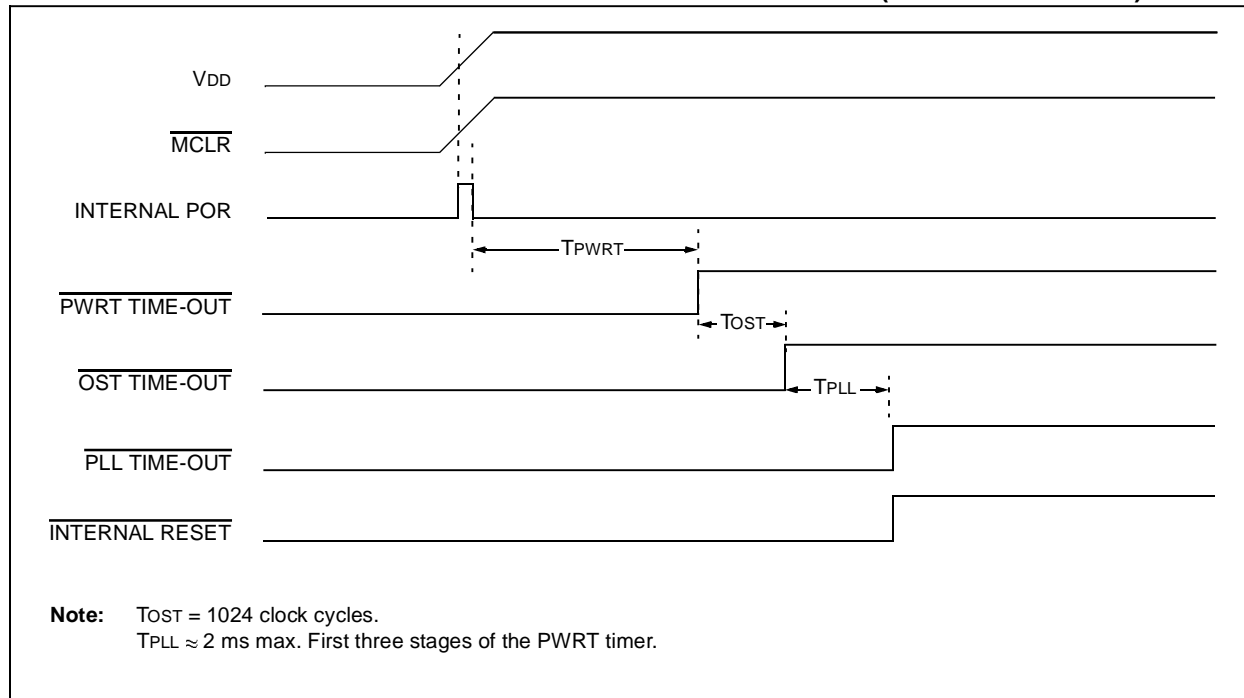 VDD
MCLR
INTERNAL POR
TPWRT
PWRT TIME-OUT
TOST
OST TIME-OUT
TPLL
PLL TIME-OUT
INTERNAL RESET
Note: TOST = 1024 clock cycles.
TPLL ≈ 2 ms max. First three stages of the PWRT timer.